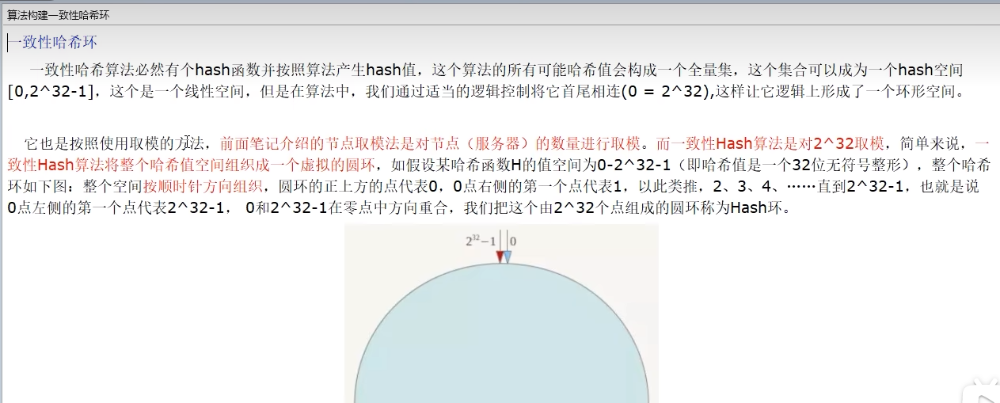 算法构建一致性哈希环
一致性哈希环
一致性哈希算法必然有个hash函数并按照算法产生hash值，这个算法的所有可能哈希值会构成一个全量集，这个集合可以成为一个hash空间
[0,2^32-1]，这个是一个线性空间，但是在算法中，我们通过适当的逻辑控制将它首尾相连(0 = 2^32),这样让它逻辑上形成了一个环形空间。
它也是按照使用取模的方法，前面笔记介绍的节点取模法是对节点（服务器）的数量进行取模。而一致性Hash算法是对2^32取模，简单来说，一
致性Hash算法将整个哈希值空间组织成一个虚拟的圆环，如假设某哈希函数H的值空间为0-2^32-1（即哈希值是一个32位无符号整形），整个哈希
环如下图：整个空间按顺时针方向组织，圆环的正上方的点代表0，0点右侧的第一个点代表1，以此类推，2、3、4、……直到2^32-1，也就是说
0点左侧的第一个点代表2^32-1， 0和2^32-1在零点中方向重合，我们把这个由2^32个点组成的圆环称为Hash环。
2³²−1 0